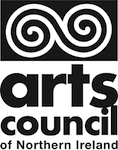 arts
council
of Northern Ireland